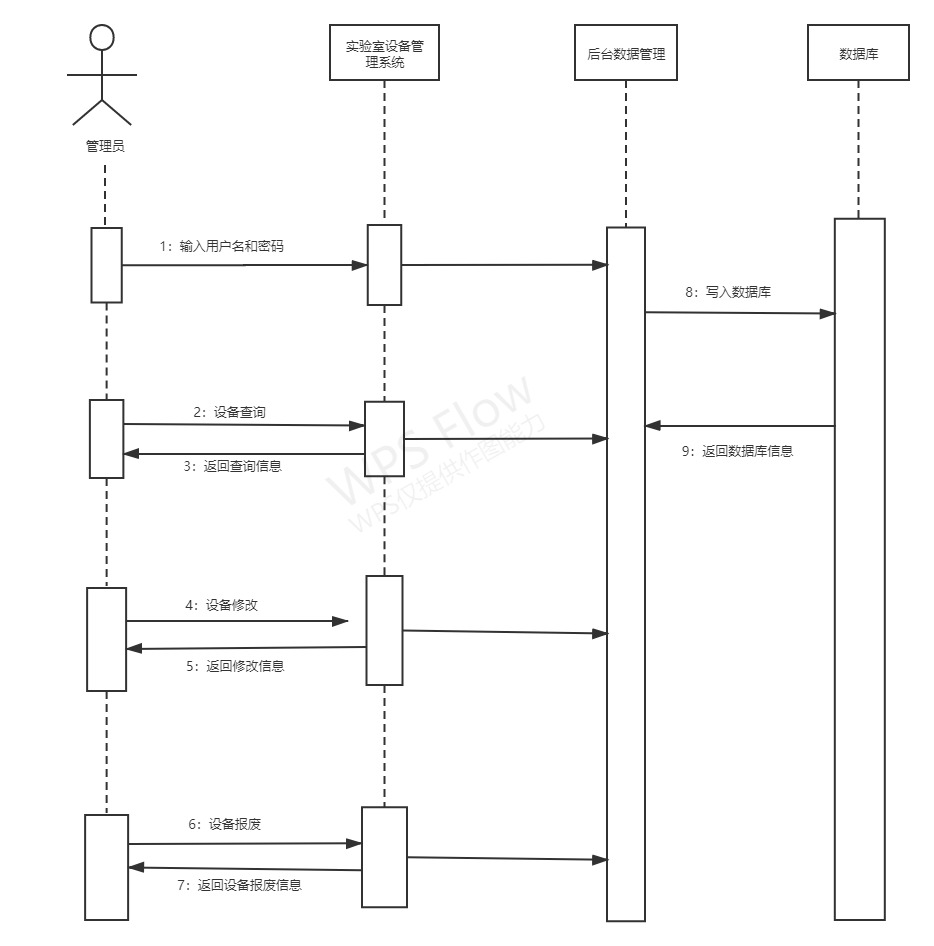 实验室设备管
理系统
后台数据管理
数据库
管理员
1：输入用户名和密码
8：写入数据库
2：设备查询
3：返回查询信息
9：返回数据库信息
WPS Flow
WPS仅提供作图能力
4：设备修改
5：返回修改信息
6：设备报废
7：返回设备报废信息